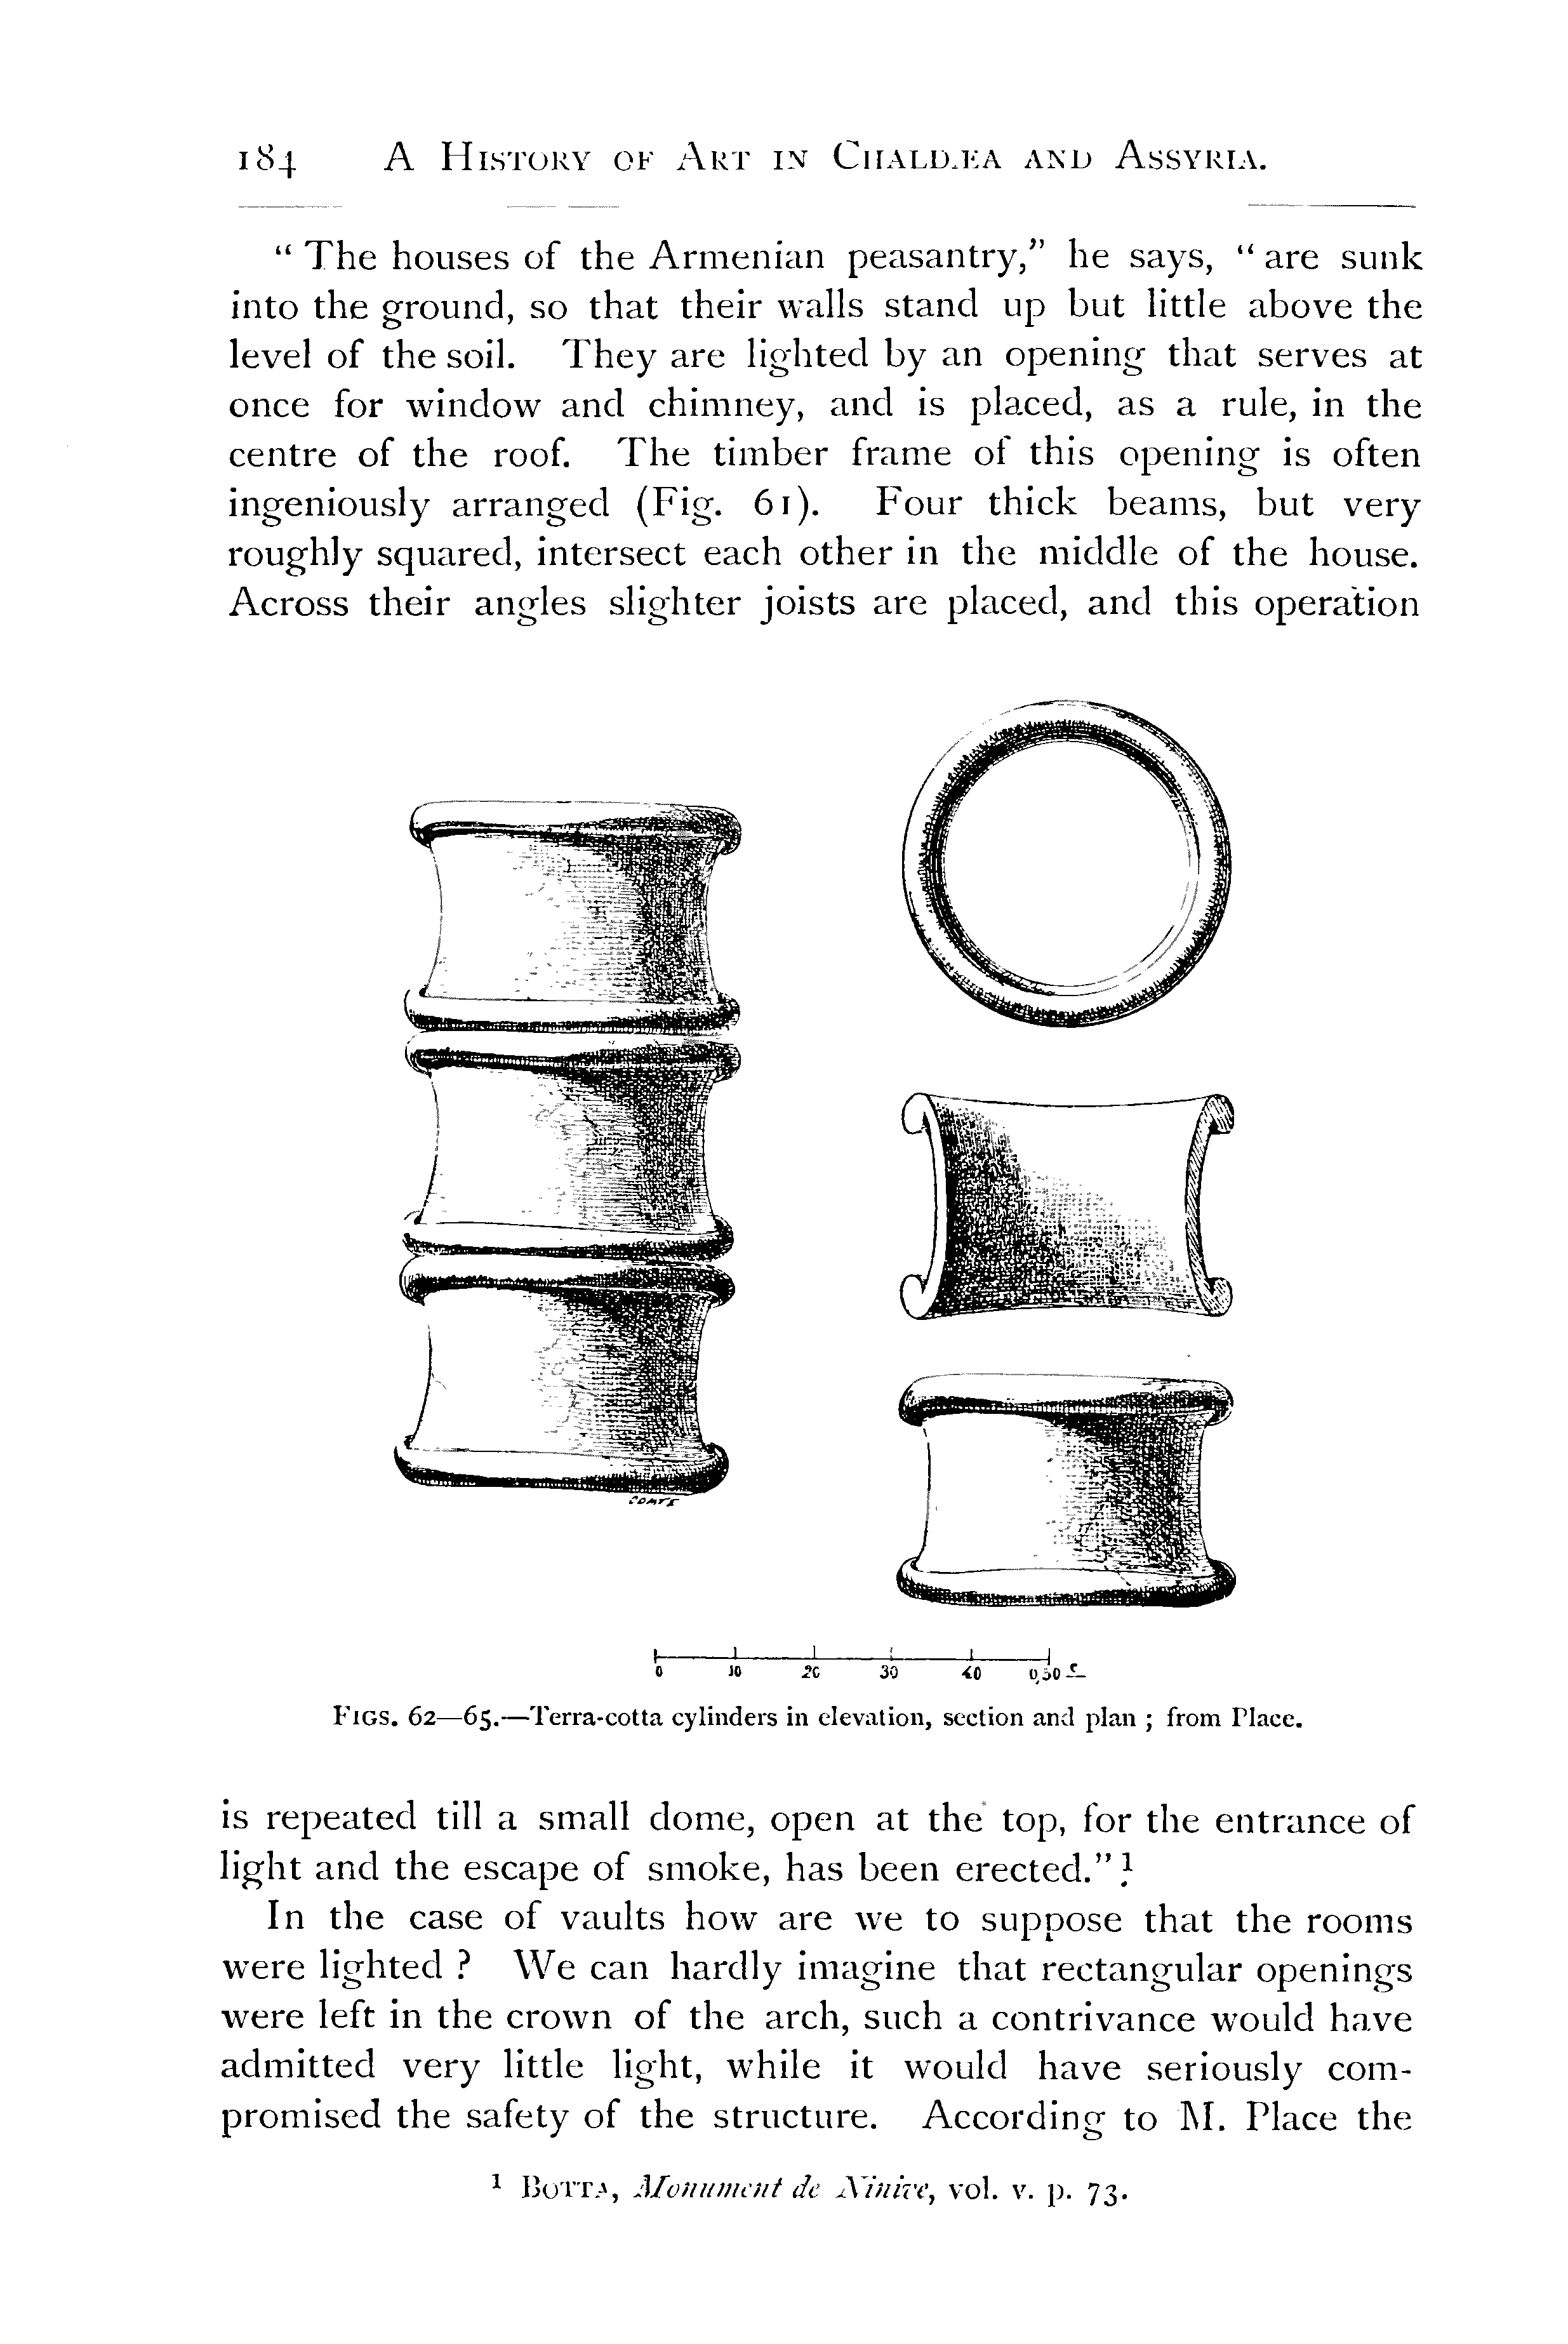 184 A History of Art in Chaldæa and Assyria.
“ The houses of the Armenian peasantry,” he says, “ are sunk
into the ground, so that their walls stand up but little above the
level of the soil. They are lighted by an opening that serves at
once for window and chimney, and is placed, as a rule, in the
centre of the roof. The timber frame of this opening is often
ingeniously arranged (Fig. 61). Four thick beams, but very
roughly squared, intersect each other in the middle of the house.
Across their angles slighter joists are placed, and this operation
COMTE
0 10 20 30 40 0,50 c.
Figs. 62—65.—Terra-cotta cylinders in elevation, section and plan ; from Place.
is repeated till a small dome, open at the top, for the entrance of
light and the escape of smoke, has been erected.” 1
In the case of vaults how are we to suppose that the rooms
were lighted ? We can hardly imagine that rectangular openings
were left in the crown of the arch, such a contrivance would have
admitted very little light, while it would have seriously com-
promised the safety of the structure. According to M. Place the
1 Botta, Monument de Ninive, vol. v. p. 73.